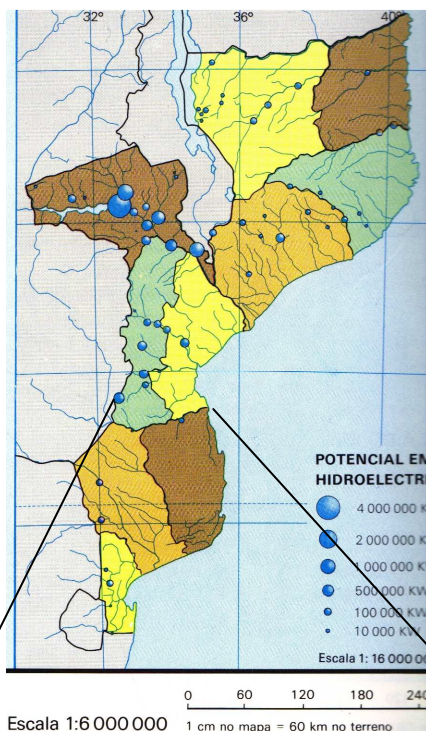 32° 36° 40°
POTENCIAL EM
HIDROELECTRI
4 000 000 K
2 000 000 K
1 000 000 K
500 000 KW
100 000 KW
10 000 KW
Escala 1: 16 000 00
0 60 120 180 240
Escala 1:6 000 000 1 cm no mapa = 60 km no terreno